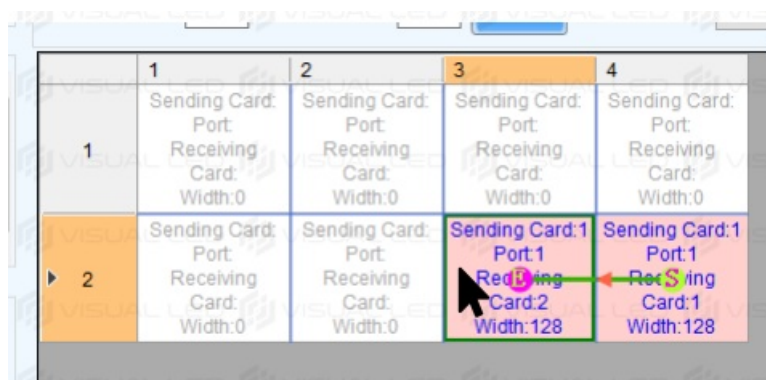 1 2 3 4
1
Sending Card: Sending Card: Sending Card: Sending Card:
Port: Port: Port: Port:
Receiving Receiving Receiving Receiving
Card: Card: Card: Card:
Width:0 Width:0 Width:0 Width:0
2
Sending Card: Sending Card: Sending Card:1 Sending Card:1
Port: Port: Port:1 Port:1
Receiving Receiving E S
Card: Card: Card:2 Card:1
Width:0 Width:0 Width:128 Width:128
VISUAL LED